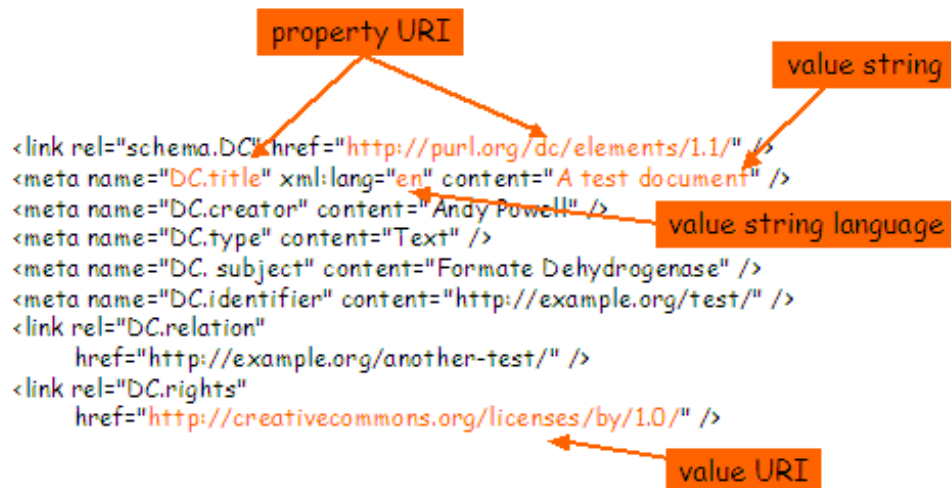 property URI
value string
<link rel="schema.DC" href="http://purl.org/dc/elements/1.1/" />
<meta name="DC.title" xml:lang="en" content="A test document" />
<meta name="DC.creator" content="Andy Powell" />
value string language
<meta name="DC.type" content="Text" />
<meta name="DC. subject" content="Formate Dehydrogenase" />
<meta name="DC.identifier" content="http://example.org/test/" />
<link rel="DC.relation"
href="http://example.org/another-test/" />
<link rel="DC.rights"
href="http://creativecommons.org/licenses/by/1.0/" />
value URI